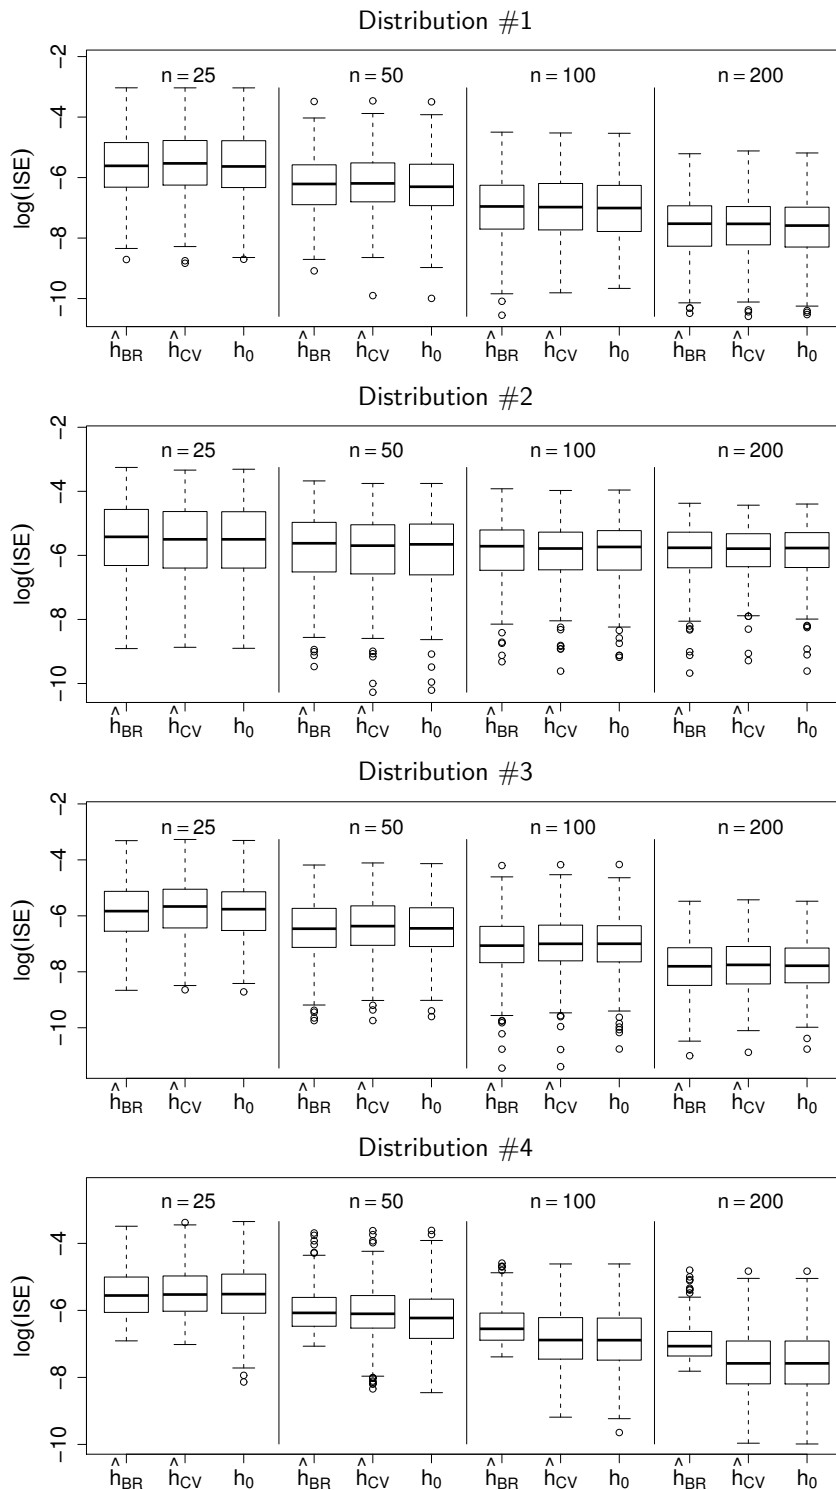 Distribution #1
n = 25 n = 50 n = 100 n = 200
log(ISE)
-2
-4
-6
-8
-10
ĥBR ĥCV h0 ĥBR ĥCV h0 ĥBR ĥCV h0 ĥBR ĥCV h0
Distribution #2
n = 25 n = 50 n = 100 n = 200
log(ISE)
-2
-4
-6
-8
-10
ĥBR ĥCV h0 ĥBR ĥCV h0 ĥBR ĥCV h0 ĥBR ĥCV h0
Distribution #3
n = 25 n = 50 n = 100 n = 200
log(ISE)
-2
-4
-6
-8
-10
ĥBR ĥCV h0 ĥBR ĥCV h0 ĥBR ĥCV h0 ĥBR ĥCV h0
Distribution #4
n = 25 n = 50 n = 100 n = 200
log(ISE)
-4
-6
-8
-10
ĥBR ĥCV h0 ĥBR ĥCV h0 ĥBR ĥCV h0 ĥBR ĥCV h0